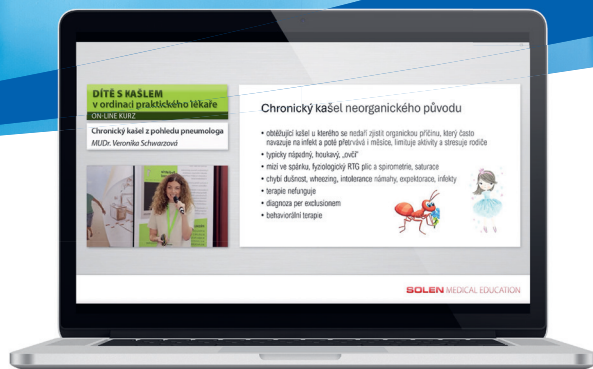 DÍTĚ S KAŠLEM
v ordinaci praktického lékaře
ON-LINE KURZ
Chronický kašel z pohledu pneumologa
MUDr. Veronika Schwarzová
Chronický kašel neorganického původu
• obtěžující kašel u kterého se nedaří zjistit organickou příčinu, který často
navazuje na infekt a poté přetrvává i měsíce, limituje aktivity a stresuje rodiče
• typicky nápadný, houkavý, „ovčí"
• mizí ve spánku, fyziologický RTG plic a spirometrie, saturace
• chybí dušnost, wheezing, intolerance námahy, expektorace, infekty
• terapie nefunguje
• diagnoza per exclusionem
• behaviorální terapie
SOLEN MEDICAL EDUCATION